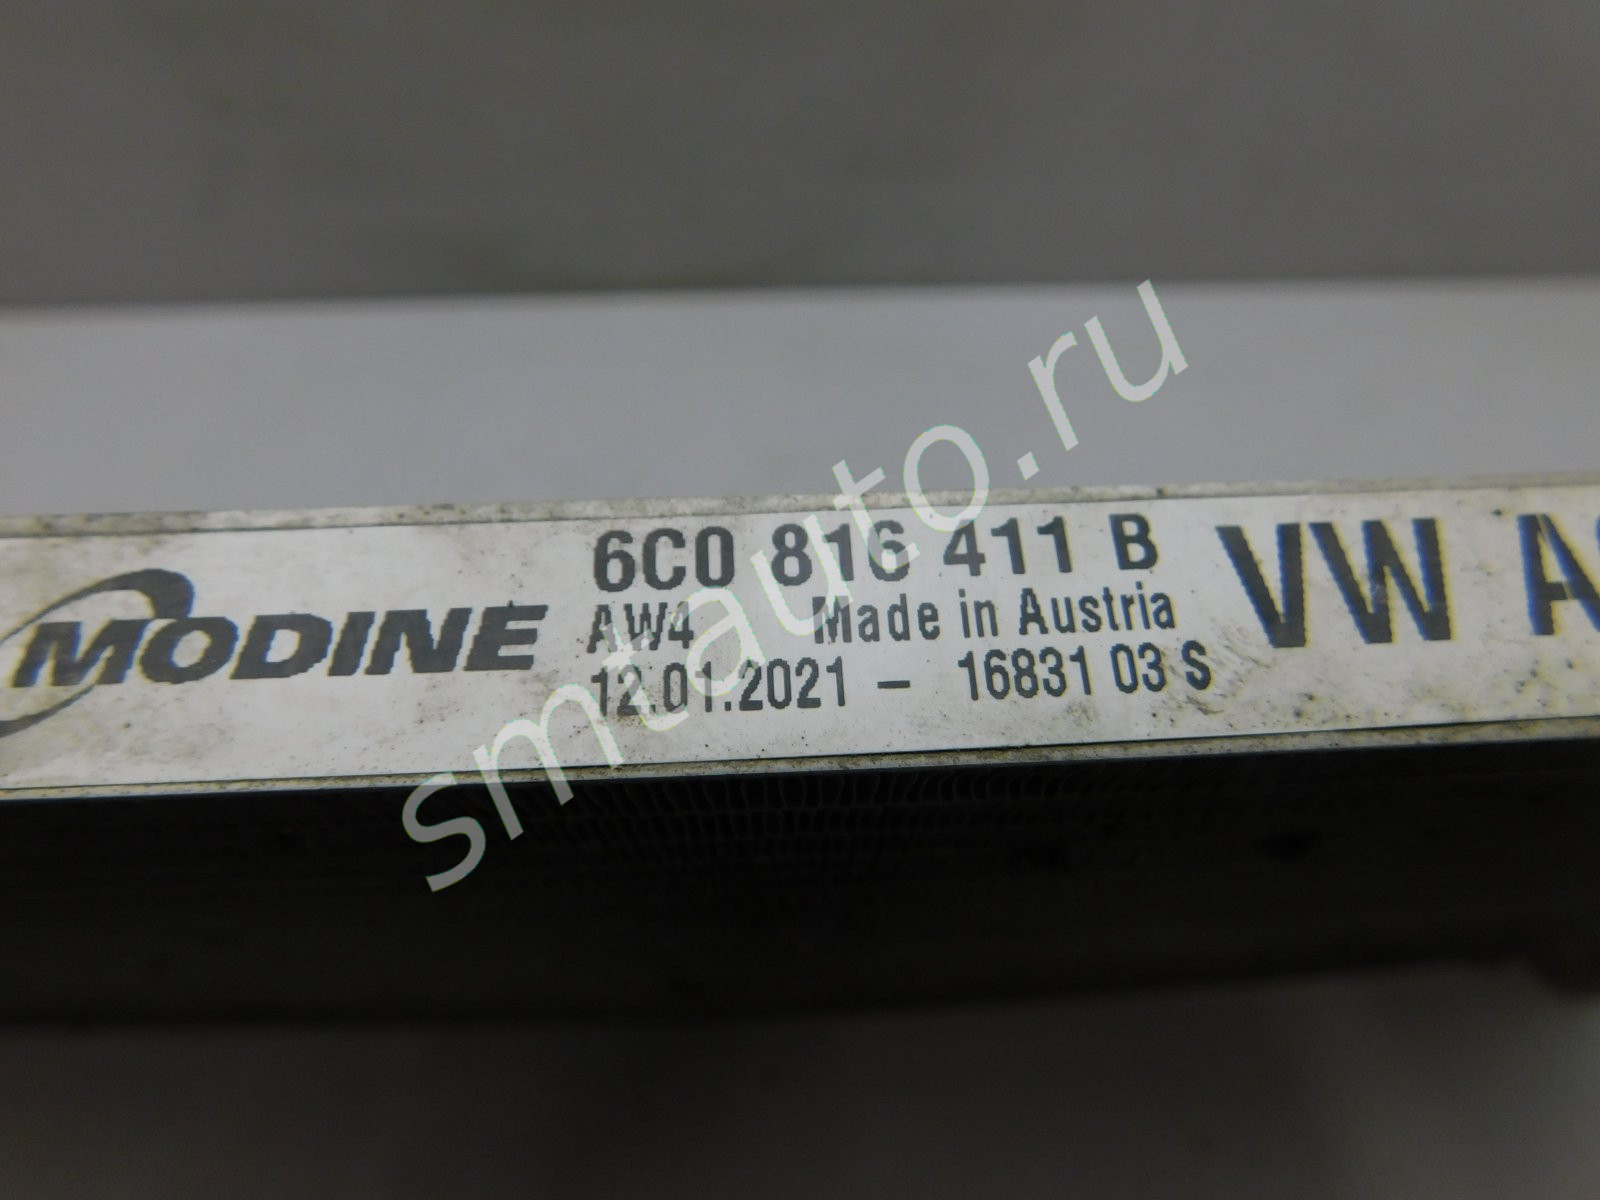 MODINE
6C0 816 411 B
AW4 Made in Austria
12.01.2021 – 16831 03 S
VW
smtauto.ru